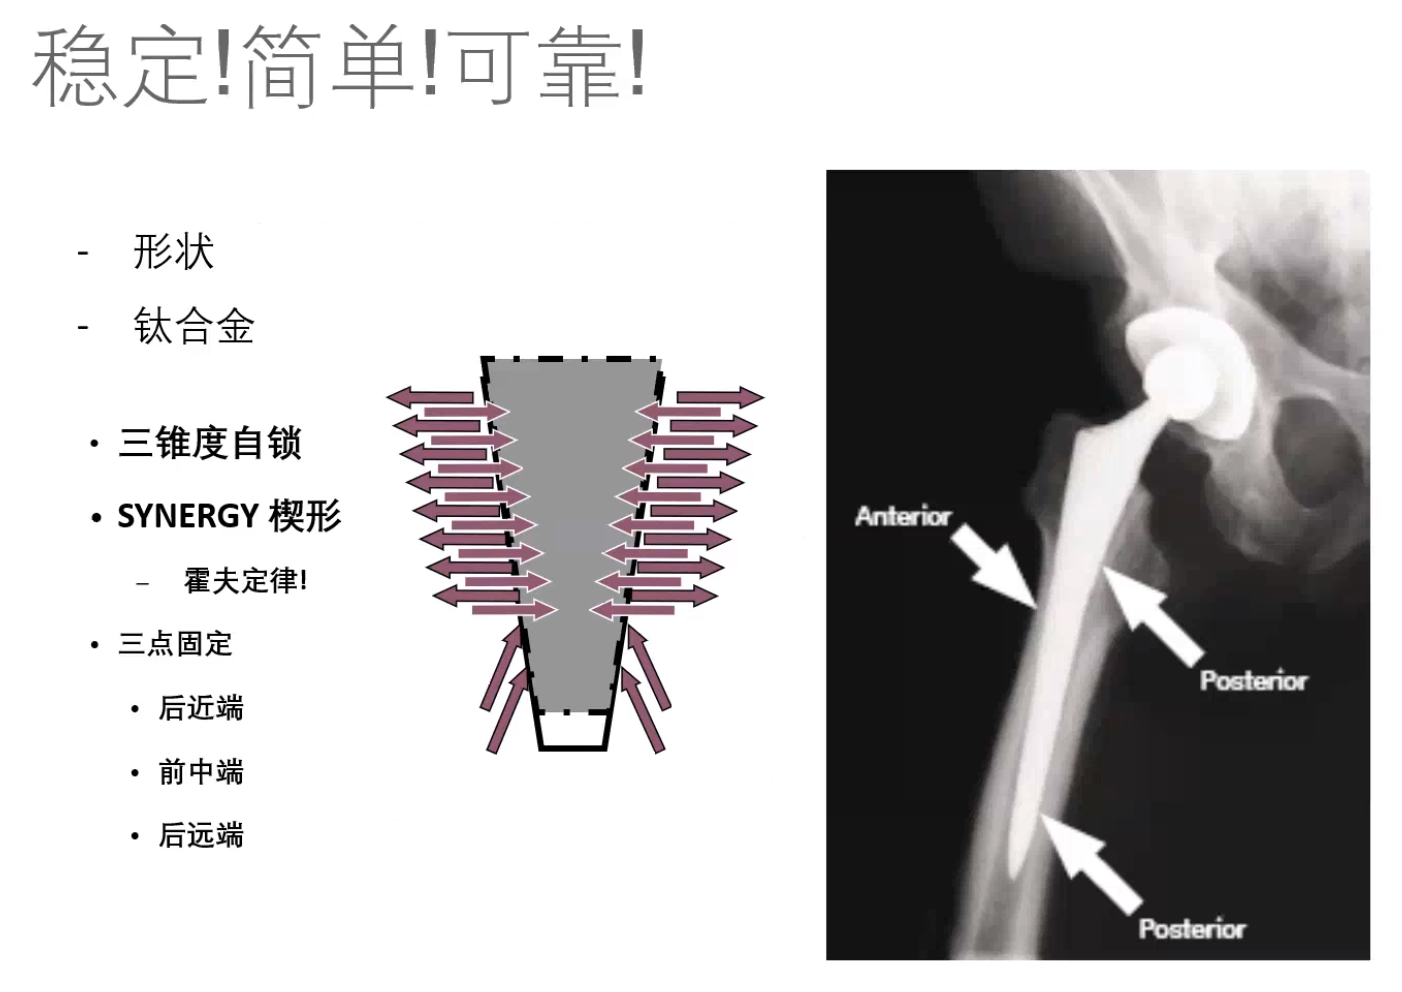 稳定!简单!可靠!
- 形状
- 钛合金
• 三锥度自锁
• SYNERGY 楔形
– 霍夫定律!
• 三点固定
• 后近端
• 前中端
• 后远端
Anterior
Posterior
Posterior